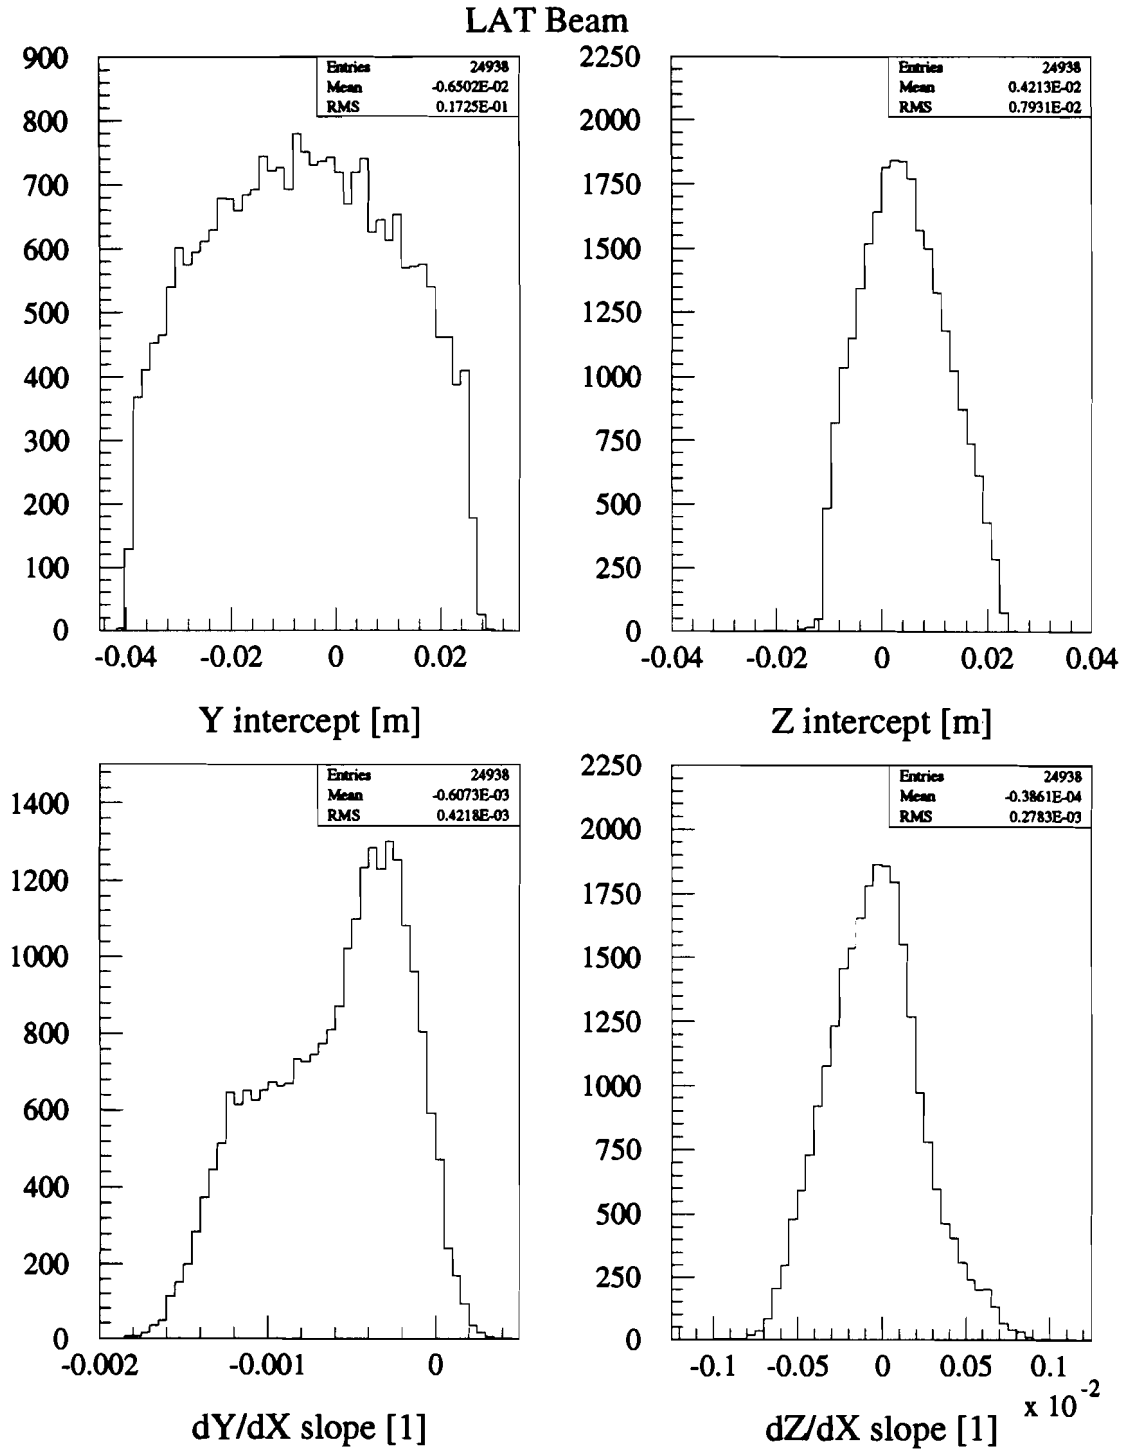 LAT Beam
Entries 24938
Mean -0.6502E-02
RMS 0.1725E-01
900
800
700
600
500
400
300
200
100
0
-0.04 -0.02 0 0.02
Y intercept [m]
Entries 24938
Mean 0.4213E-02
RMS 0.7931E-02
2250
2000
1750
1500
1250
1000
750
500
250
0
-0.04 -0.02 0 0.02 0.04
Z intercept [m]
Entries 24938
Mean -0.6073E-03
RMS 0.4218E-03
1400
1200
1000
800
600
400
200
0
-0.002 -0.001 0
dY/dX slope [1]
Entries 24938
Mean -0.3861E-04
RMS 0.2783E-03
2250
2000
1750
1500
1250
1000
750
500
250
0
-0.1 -0.05 0 0.05 0.1
x 10-2
dZ/dX slope [1]